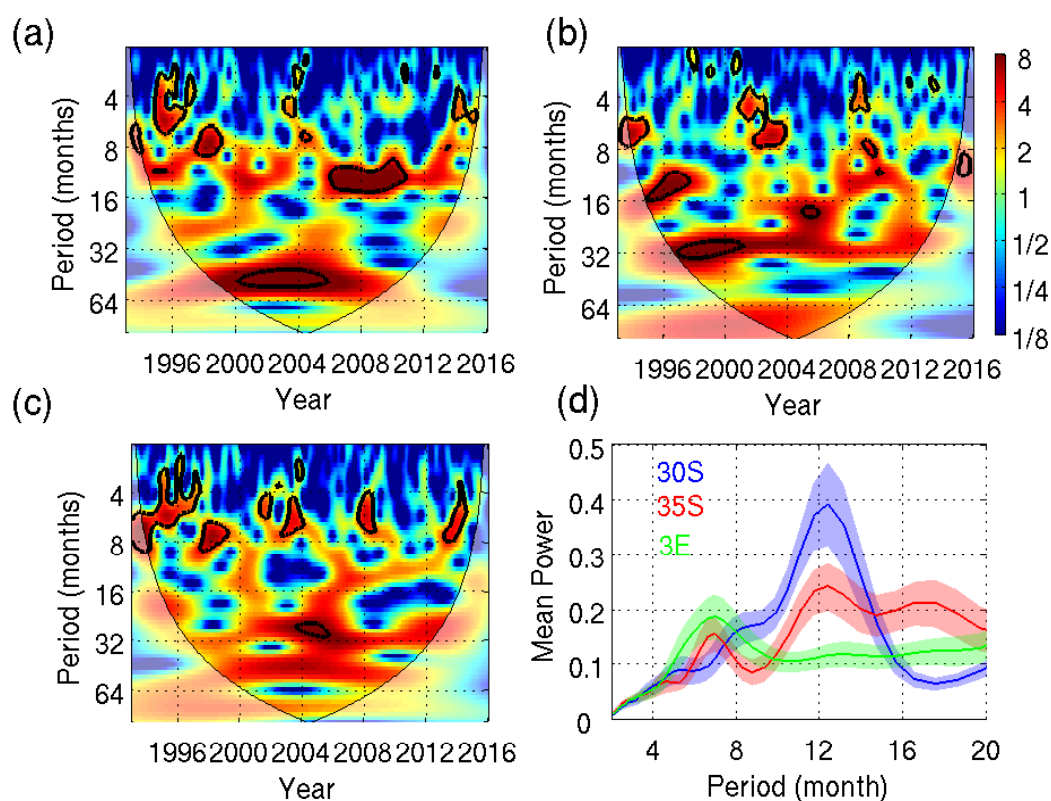 (a)
4
8
16
32
64
Period (months)
1996 2000 2004 2008 2012 2016
Year
(b)
4
8
16
32
64
Period (months)
1996 2000 2004 2008 2012 2016
Year
8
4
2
1
1/2
1/4
1/8
(c)
4
8
16
32
64
Period (months)
1996 2000 2004 2008 2012 2016
Year
(d)
0.5
0.4
0.3
0.2
0.1
0
Mean Power
30S
35S
3E
4 8 12 16 20
Period (month)